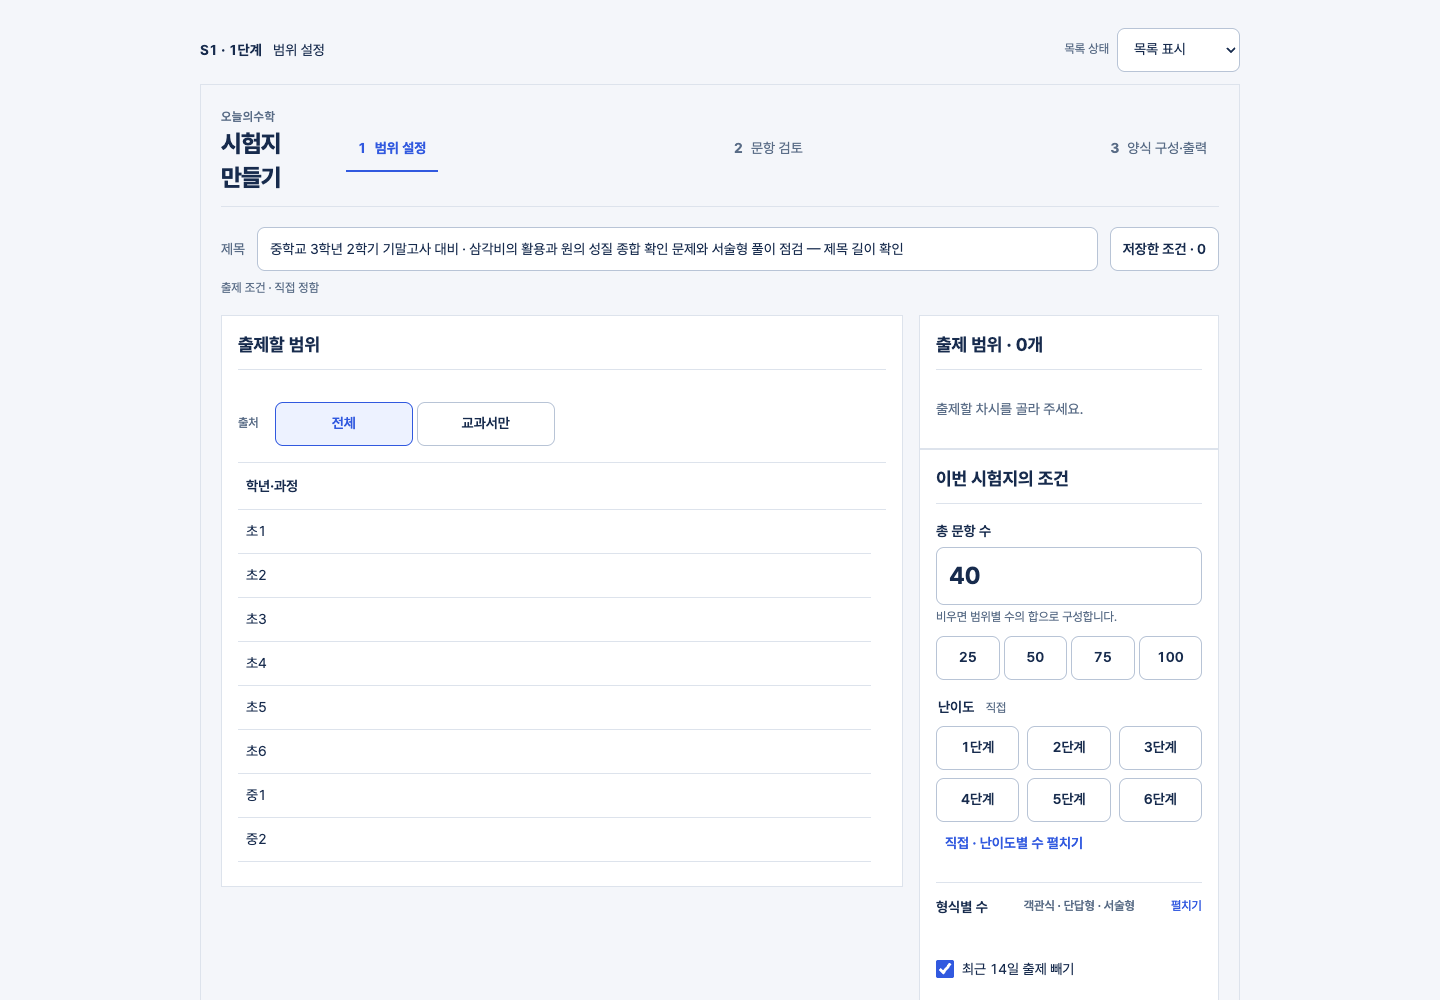 S1 · 1단계 범위 설정
목록 상태 목록 표시
오늘의수학
시험지
만들기
1 범위 설정
2 문항 검토
3 양식 구성·출력
제목 중학교 3학년 2학기 기말고사 대비 · 삼각비의 활용과 원의 성질 종합 확인 문제와 서술형 풀이 점검 — 제목 길이 확인 저장한 조건 · 0
출제 조건 · 직접 정함
출제할 범위
출처 전체 교과서만
학년·과정
초1
초2
초3
초4
초5
초6
중1
중2
출제 범위 · 0개
출제할 차시를 골라 주세요.
이번 시험지의 조건
총 문항 수
40
비우면 범위별 수의 합으로 구성합니다.
25 50 75 100
난이도 직접
1단계 2단계 3단계
4단계 5단계 6단계
직접 · 난이도별 수 펼치기
형식별 수 객관식 · 단답형 · 서술형 펼치기
최근 14일 출제 빼기